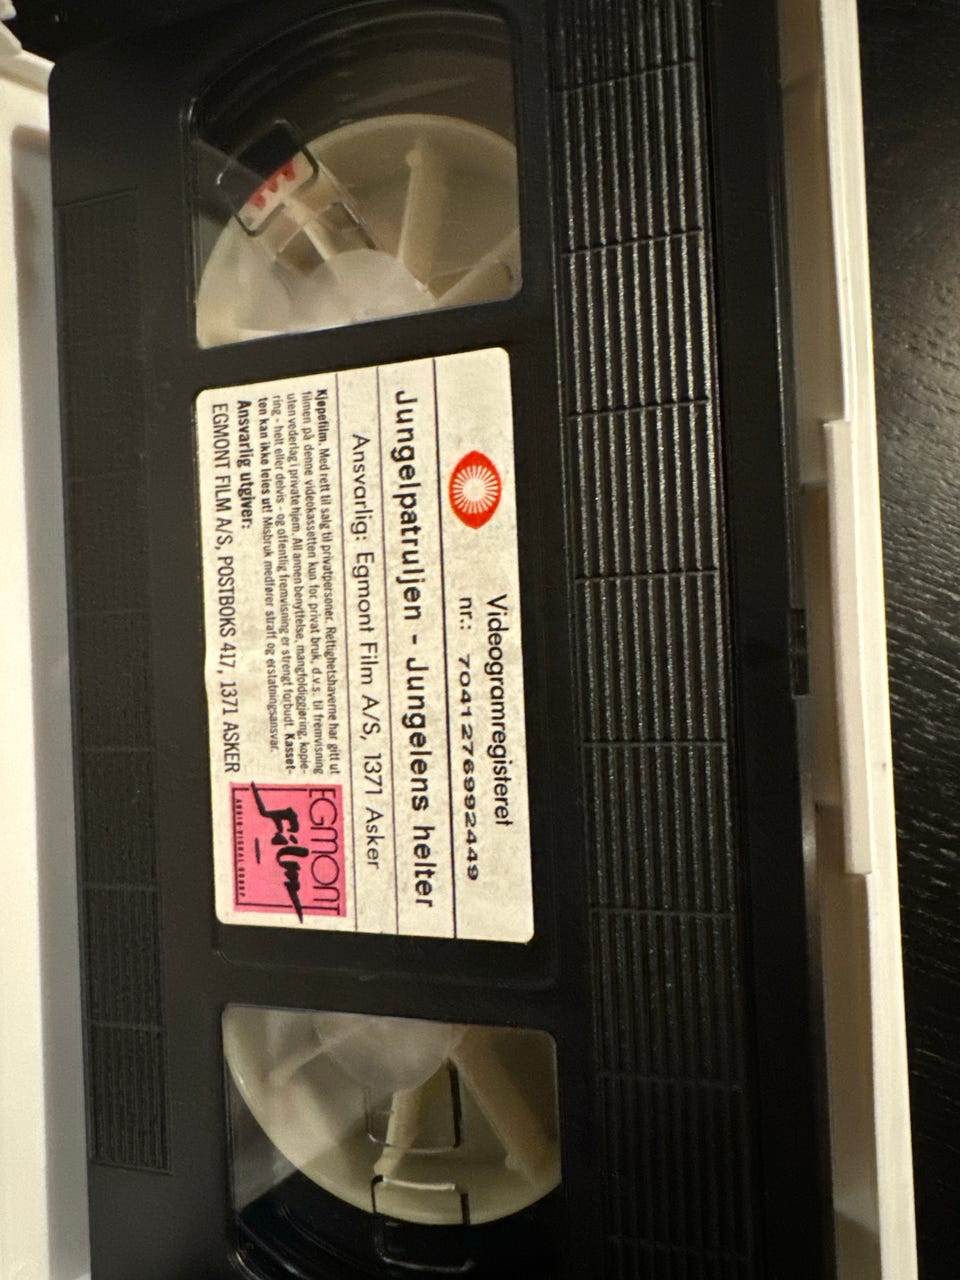 Videogramregisteret
nr.: 7041276992449
Jungelpatruljen - Jungelens helter
Ansvarlig: Egmont Film A/S, 1371 Asker
Kjøpefilm. Med rett til salg til privatpersoner. Rettighetshaverne har gitt ut
filmen på denne videokassetten kun for privat bruk, d.v.s. til fremvisning
uten vederlag i private hjem. All annen benyttelse, mangfoldiggjøring, kopie-
ring - helt eller delvis - og offentlig fremvisning er strengt forbudt. Kasset-
ten kan ikke leies ut! Misbruk medfører straff og erstatningsansvar.
Ansvarlig utgiver:
EGMONT FILM A/S, POSTBOKS 417, 1371 ASKER
EGMONT
Film
AUDIO VISUAL GROUP